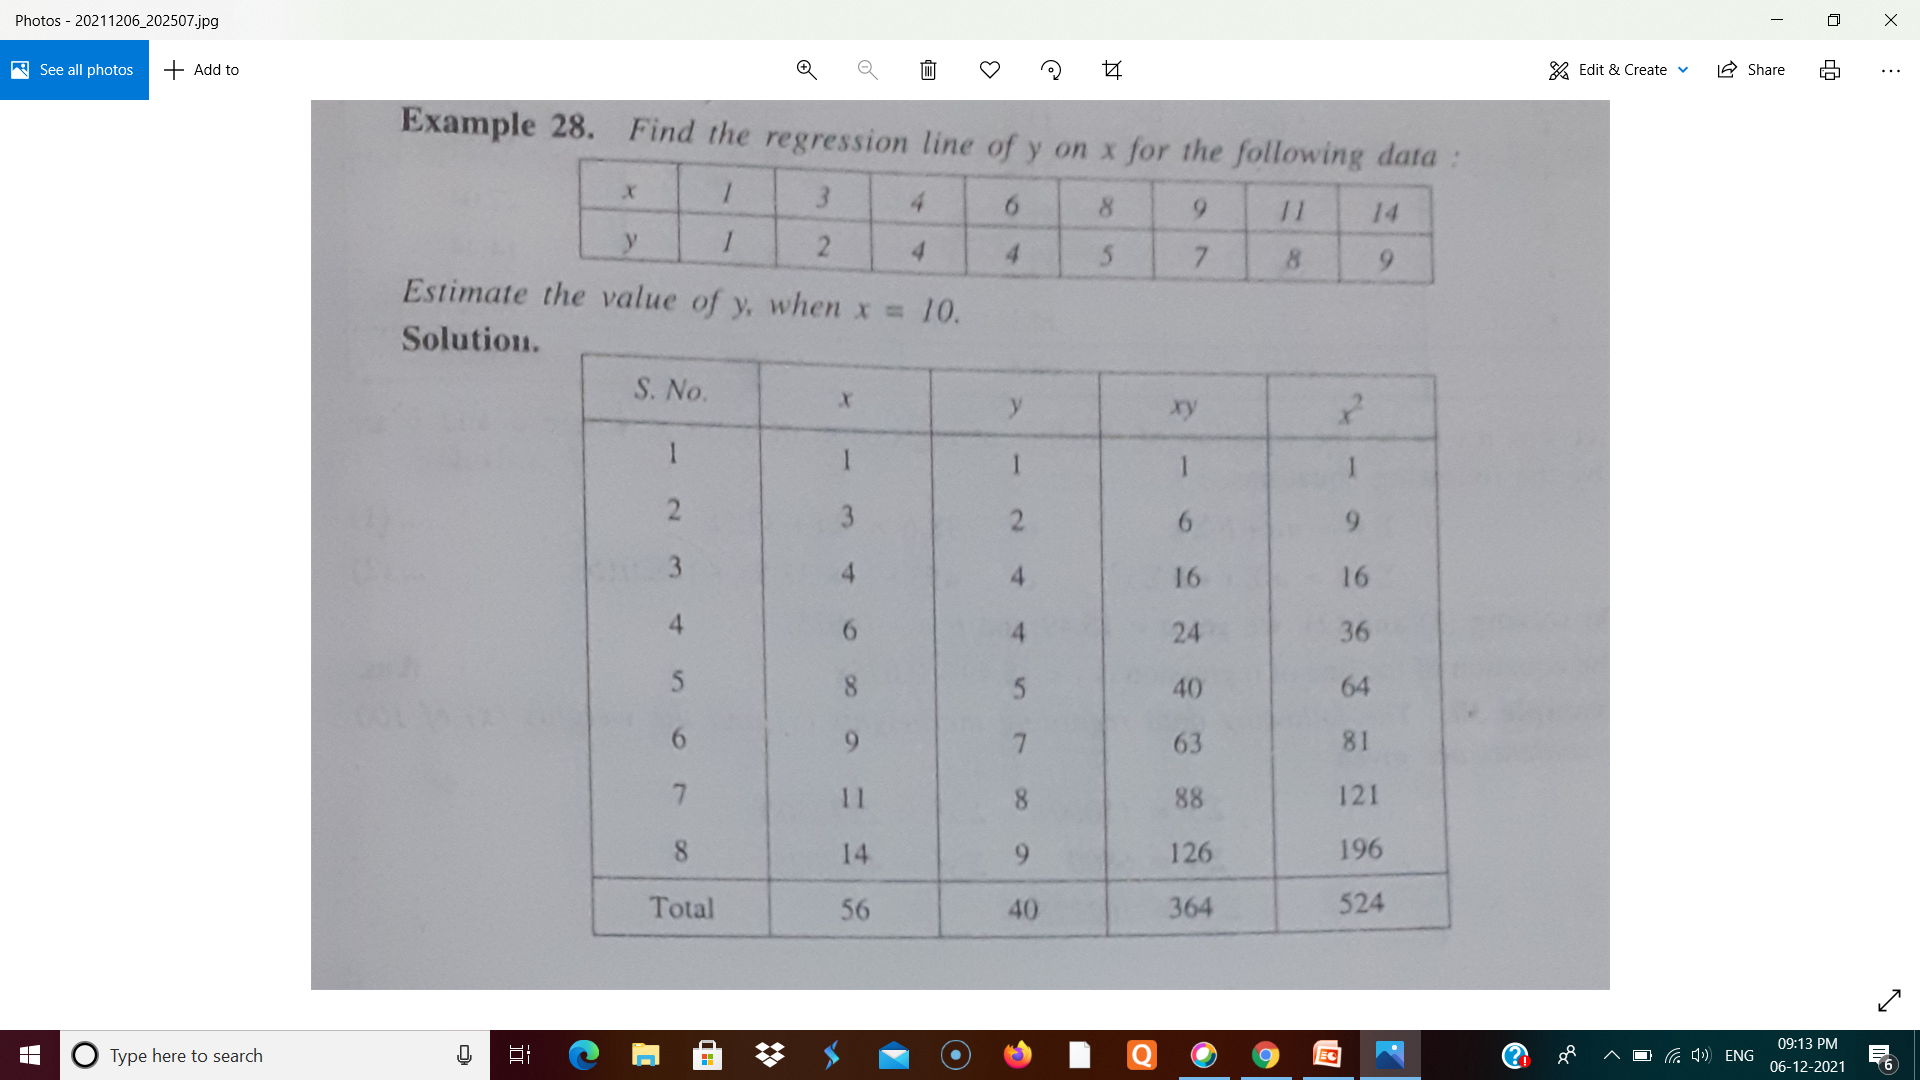 Photos - 20211206_202507.jpg
See all photos
Add to
Edit & Create
Share
Example 28. Find the regression line of y on x for the following data :
x 1 3 4 6 8 9 11 14
y 1 2 4 4 5 7 8 9
Estimate the value of y, when x = 10.
Solution.
S. No. x y xy x²
1 1 1 1 1
2 3 2 6 9
3 4 4 16 16
4 6 4 24 36
5 8 5 40 64
6 9 7 63 81
7 11 8 88 121
8 14 9 126 196
Total 56 40 364 524
Type here to search
ENG
09:13 PM
06-12-2021
6